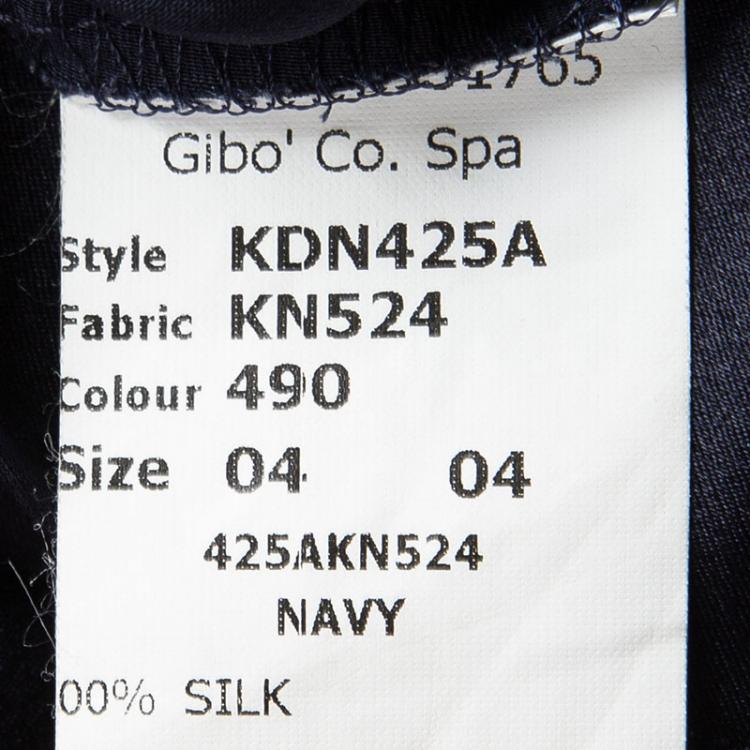 Gibo' Co. Spa
Style KDN425A
Fabric KN524
Colour 490
Size 04 04
425AKN524
NAVY
00% SILK